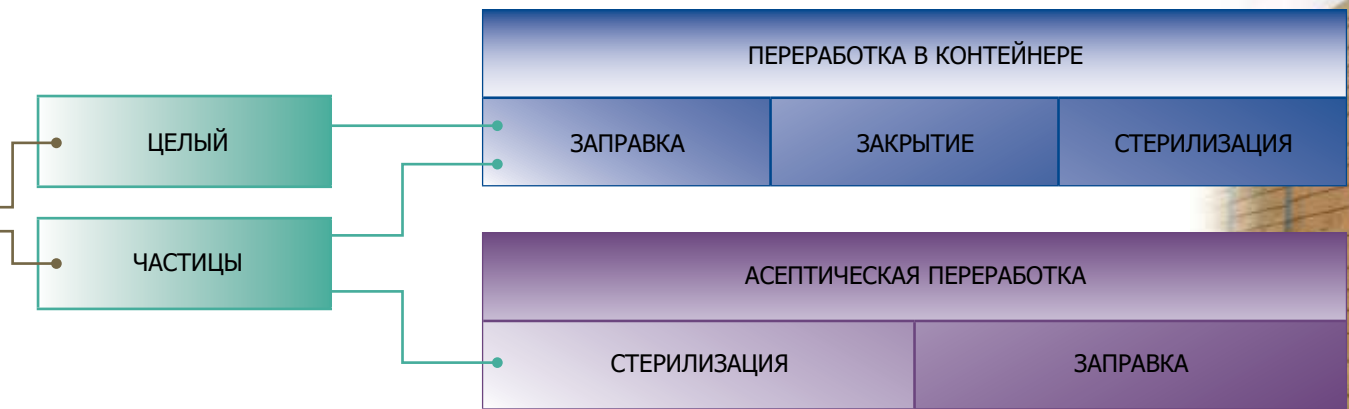 ПЕРЕРАБОТКА В КОНТЕЙНЕРЕ
ЦЕЛЫЙ
ЗАПРАВКА
ЗАКРЫТИЕ
СТЕРИЛИЗАЦИЯ
ЧАСТИЦЫ
АСЕПТИЧЕСКАЯ ПЕРЕРАБОТКА
СТЕРИЛИЗАЦИЯ
ЗАПРАВКА